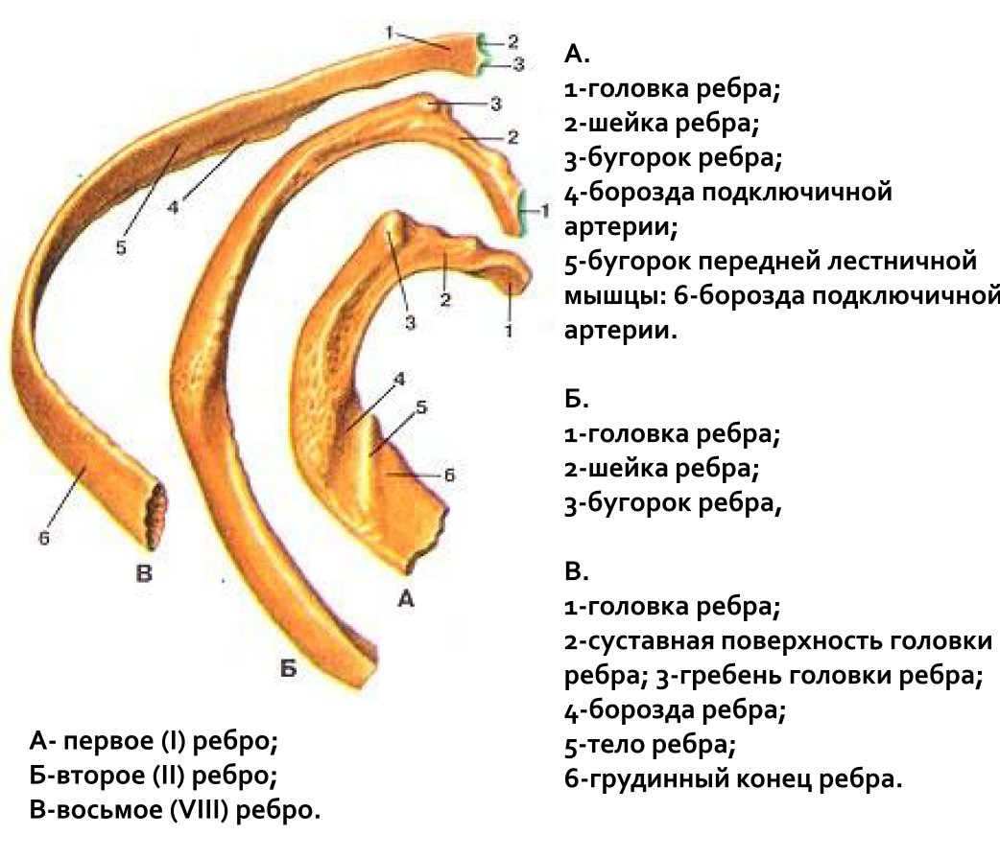 1
2
3
3
2
1
4
5
3
2
1
4
5
6
6
В
А
Б
А- первое (I) ребро;
Б-второе (II) ребро;
В-восьмое (VIII) ребро.
А.
1-головка ребра;
2-шейка ребра;
3-бугорок ребра;
4-борозда подключичной
артерии;
5-бугорок передней лестничной
мышцы: 6-борозда подключичной
артерии.
Б.
1-головка ребра;
2-шейка ребра;
3-бугорок ребра,
В.
1-головка ребра;
2-суставная поверхность головки
ребра; 3-гребень головки ребра;
4-борозда ребра;
5-тело ребра;
6-грудинный конец ребра.